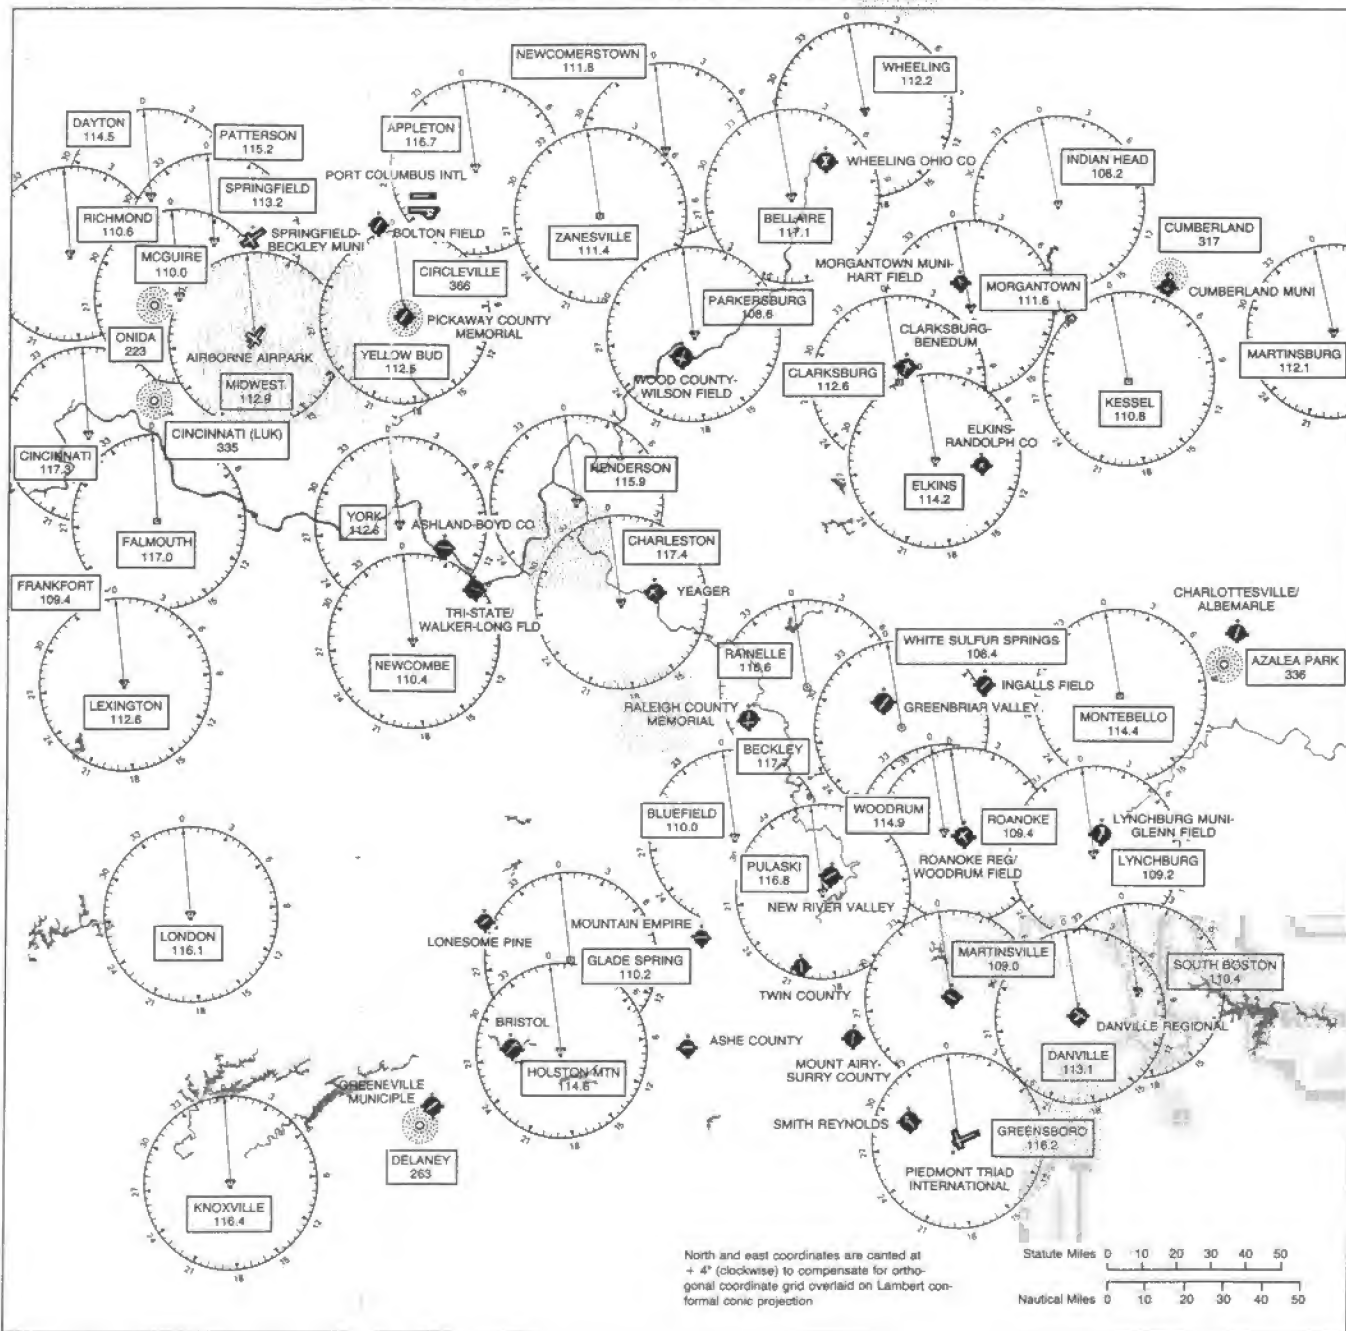 NEWCOMERSTOWN
111.8
WHEELING
112.2
DAYTON
114.5
PATTERSON
115.2
APPLETON
116.7
PORT COLUMBUS INTL
WHEELING OHIO CO
INDIAN HEAD
108.2
SPRINGFIELD
113.2
RICHMOND
110.6
SPRINGFIELD-
BECKLEY MUNI
BOLTON FIELD
ZANESVILLE
111.4
BELLAIRE
117.1
CUMBERLAND
317
MCGUIRE
110.0
CIRCLEVILLE
366
MORGANTOWN MUNI-
HART FIELD
MORGANTOWN
111.6
CUMBERLAND MUNI
PARKERSBURG
108.6
PICKAWAY COUNTY
MEMORIAL
ONIDA
223
AIRBORNE AIRPARK
YELLOW BUD
112.5
CLARKSBURG-
BENEDUM
MARTINSBURG
112.1
MIDWEST
112.9
WOOD COUNTY-
WILSON FIELD
CLARKSBURG
112.6
KESSEL
110.8
CINCINNATI (LUK)
335
ELKINS-
RANDOLPH CO
CINCINNATI
117.3
HENDERSON
115.9
ELKINS
114.2
YORK
112.8
ASHLAND-BOYD CO
FALMOUTH
117.0
CHARLESTON
117.4
FRANKFORT
109.4
YEAGER
TRI-STATE/
WALKER-LONG FLD
CHARLOTTESVILLE/
ALBEMARLE
NEWCOMBE
110.4
RAINELLE
116.6
WHITE SULFUR SPRINGS
108.4
AZALEA PARK
336
LEXINGTON
112.6
INGALLS FIELD
GREENBRIAR VALLEY
RALEIGH COUNTY
MEMORIAL
MONTEBELLO
114.4
BECKLEY
117.7
BLUEFIELD
110.0
WOODRUM
114.9
ROANOKE
109.4
LYNCHBURG MUNI-
GLENN FIELD
PULASKI
116.8
ROANOKE REG/
WOODRUM FIELD
LYNCHBURG
109.2
NEW RIVER VALLEY
LONDON
116.1
LONESOME PINE
MOUNTAIN EMPIRE
GLADE SPRING
110.2
MARTINSVILLE
109.0
SOUTH BOSTON
110.4
TWIN COUNTY
BRISTOL
DANVILLE REGIONAL
ASHE COUNTY
HOLSTON MTN
114.6
MOUNT AIRY-
SURRY COUNTY
DANVILLE
113.1
GREENEVILLE
MUNICIPLE
SMITH REYNOLDS
GREENSBORO
116.2
DELANEY
263
PIEDMONT TRIAD
INTERNATIONAL
KNOXVILLE
116.4
North and east coordinates are canted at
+ 4° (clockwise) to compensate for ortho-
gonal coordinate grid overlaid on Lambert con-
formal conic projection
Statute Miles 0 10 20 30 40 50
Nautical Miles 0 10 20 30 40 50